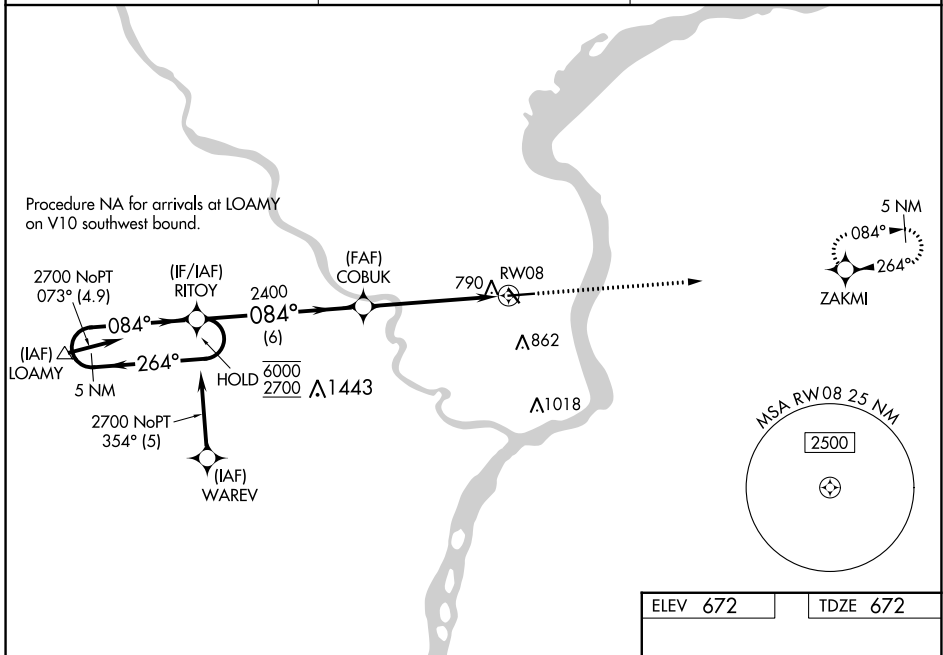 Procedure NA for arrivals at LOAMY
on V10 southwest bound.
5 NM
084°
264°
ZAKMI
2700 NoPT
073° (4.9)
(IF/IAF)
RITOY
(FAF)
COBUK
790
RW08
2400
084°
(6)
084°
(IAF)
LOAMY
264°
5 NM
HOLD
6000
2700
1443
862
1018
2700 NoPT
354° (5)
(IAF)
WAREV
MSA RW08 25 NM
2500
ELEV 672
TDZE 672